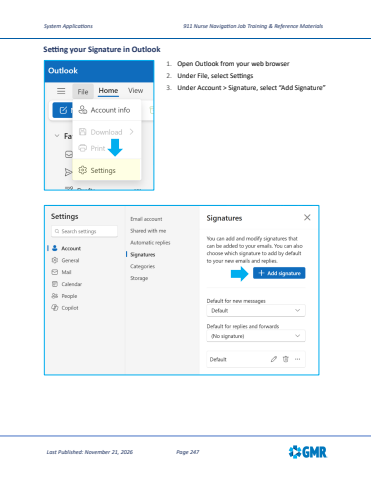 System Applications
911 Nurse Navigation Job Training & Reference Materials
Setting your Signature in Outlook
1. Open Outlook from your web browser
2. Under File, select Settings
3. Under Account > Signature, select “Add Signature”
Outlook
File Home View
Account info
Fa
Download
Print
Settings
Settings
Search settings
Account
General
Mail
Calendar
People
Copilot
Email account
Shared with me
Automatic replies
Signatures
Categories
Storage
Signatures
You can add and modify signatures that
can be added to your emails. You can also
choose which signature to add by default
to your new emails and replies.
+ Add signature
Default for new messages
Default
Default for replies and forwards
(No signature)
Default
Last Published: November 21, 2026
Page 247
GMR